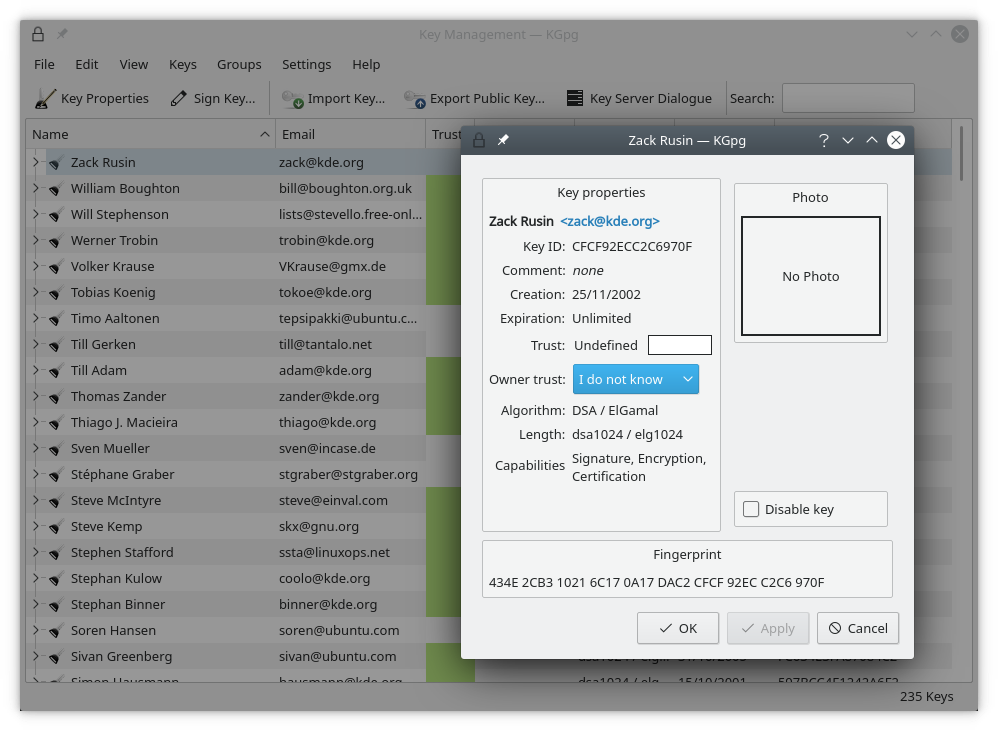 Key Management — KGpg
File Edit View Keys Groups Settings Help
Key Properties Sign Key... Import Key... Export Public Key... Key Server Dialogue Search:
Name Email Trust
Zack Rusin zack@kde.org
William Boughton bill@boughton.org.uk
Will Stephenson lists@stevello.free-onl...
Werner Trobin trobin@kde.org
Volker Krause VKrause@gmx.de
Tobias Koenig tokoe@kde.org
Timo Aaltonen tepsipakki@ubuntu.c...
Till Gerken till@tantalo.net
Till Adam adam@kde.org
Thomas Zander zander@kde.org
Thiago J. Macieira thiago@kde.org
Sven Mueller sven@incase.de
Stéphane Graber stgraber@stgraber.org
Steve McIntyre steve@einval.com
Steve Kemp skx@gnu.org
Stephen Stafford ssta@linuxops.net
Stephan Kulow coolo@kde.org
Stephan Binner binner@kde.org
Soren Hansen soren@ubuntu.com
Sivan Greenberg sivan@ubuntu.com
Simon Hausmann hausmann@kde.org dsa1024 / elg... 15/10/2001
235 Keys
Zack Rusin — KGpg
Key properties
Zack Rusin <zack@kde.org>
Key ID: CFCF92ECC2C6970F
Comment: none
Creation: 25/11/2002
Expiration: Unlimited
Trust: Undefined
Owner trust: I do not know
Algorithm: DSA / ElGamal
Length: dsa1024 / elg1024
Capabilities Signature, Encryption,
Certification
Photo
No Photo
Disable key
Fingerprint
434E 2CB3 1021 6C17 0A17 DAC2 CFCF 92EC C2C6 970F
OK Apply Cancel